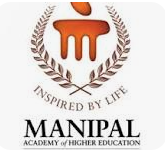 INSPIRED BY LIFE
MANIPAL
ACADEMY of HIGHER EDUCATION